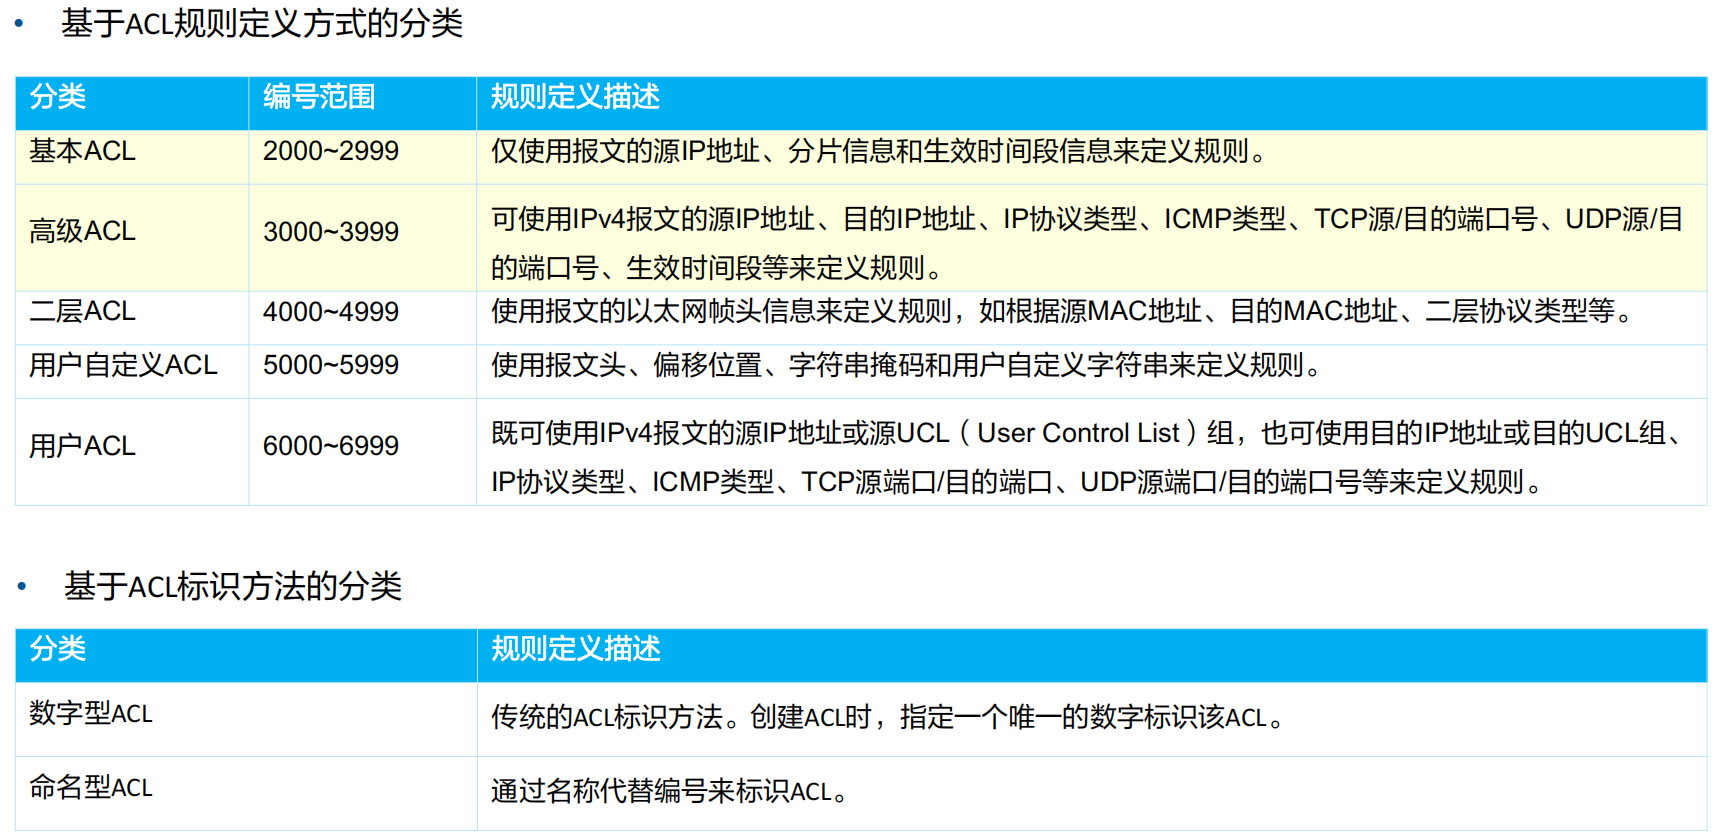 • 基于ACL规则定义方式的分类
分类 编号范围 规则定义描述
基本ACL 2000~2999 仅使用报文的源IP地址、分片信息和生效时间段信息来定义规则。
高级ACL 3000~3999 可使用IPv4报文的源IP地址、目的IP地址、IP协议类型、ICMP类型、TCP源/目的端口号、UDP源/目
的端口号、生效时间段等来定义规则。
二层ACL 4000~4999 使用报文的以太网帧头信息来定义规则，如根据源MAC地址、目的MAC地址、二层协议类型等。
用户自定义ACL 5000~5999 使用报文头、偏移位置、字符串掩码和用户自定义字符串来定义规则。
用户ACL 6000~6999 既可使用IPv4报文的源IP地址或源UCL（User Control List）组，也可使用目的IP地址或目的UCL组、
IP协议类型、ICMP类型、TCP源端口/目的端口、UDP源端口/目的端口号等来定义规则。
• 基于ACL标识方法的分类
分类 规则定义描述
数字型ACL 传统的ACL标识方法。创建ACL时，指定一个唯一的数字标识该ACL。
命名型ACL 通过名称代替编号来标识ACL。